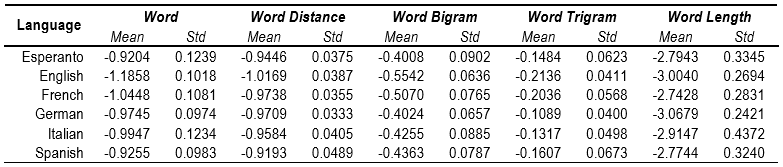 Language Word Word Distance Word Bigram Word Trigram Word Length
Mean Std Mean Std Mean Std Mean Std Mean Std
Esperanto -0.9204 0.1239 -0.9446 0.0375 -0.4008 0.0902 -0.1484 0.0623 -2.7943 0.3345
English -1.1858 0.1018 -1.0169 0.0387 -0.5542 0.0636 -0.2136 0.0411 -3.0040 0.2694
French -1.0448 0.1081 -0.9738 0.0355 -0.5070 0.0765 -0.2036 0.0568 -2.7428 0.2831
German -0.9745 0.0974 -0.9709 0.0333 -0.4024 0.0657 -0.1089 0.0400 -3.0679 0.2421
Italian -0.9947 0.1234 -0.9584 0.0405 -0.4255 0.0885 -0.1317 0.0498 -2.9147 0.4372
Spanish -0.9255 0.0983 -0.9193 0.0489 -0.4363 0.0787 -0.1607 0.0673 -2.7744 0.3240